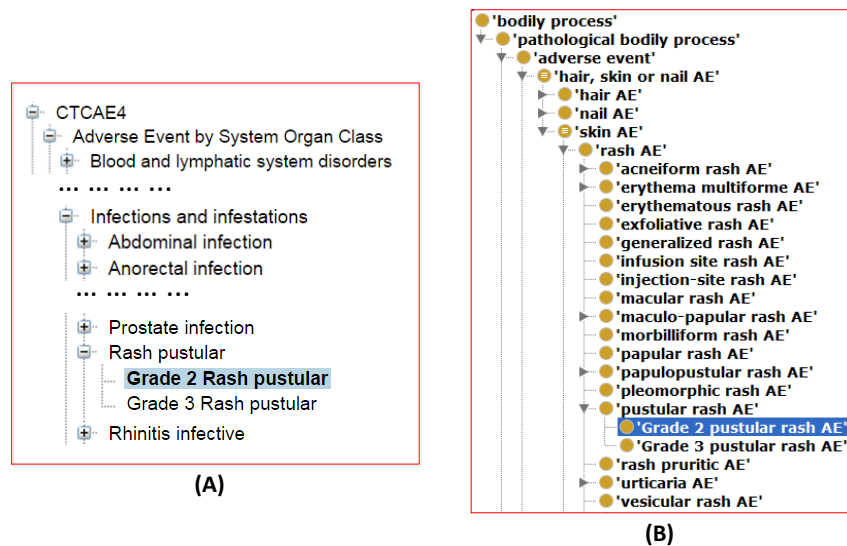 CTCAE4
Adverse Event by System Organ Class
Blood and lymphatic system disorders
... ... ... ...
Infections and infestations
Abdominal infection
Anorectal infection
... ... ... ...
Prostate infection
Rash pustular
Grade 2 Rash pustular
Grade 3 Rash pustular
Rhinitis infective
(A)
'bodily process'
'pathological bodily process'
'adverse event'
'hair, skin or nail AE'
'hair AE'
'nail AE'
'skin AE'
'rash AE'
'acneiform rash AE'
'erythema multiforme AE'
'erythematous rash AE'
'exfoliative rash AE'
'generalized rash AE'
'infusion site rash AE'
'injection-site rash AE'
'macular rash AE'
'maculo-papular rash AE'
'morbilliform rash AE'
'papular rash AE'
'papulopustular rash AE'
'pleomorphic rash AE'
'pustular rash AE'
'Grade 2 pustular rash AE'
'Grade 3 pustular rash AE'
'rash pruritic AE'
'urticaria AE'
'vesicular rash AE'
(B)